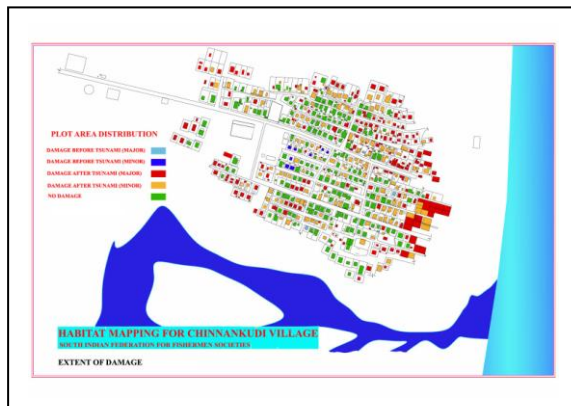 PLOT AREA DISTRIBUTION
DAMAGE BEFORE TSUNAMI (MAJOR)
DAMAGE BEFORE TSUNAMI (MINOR)
DAMAGE AFTER TSUNAMI (MAJOR)
DAMAGE AFTER TSUNAMI (MINOR)
NO DAMAGE
HABITAT MAPPING FOR CHINNANKUDI VILLAGE
SOUTH INDIAN FEDERATION FOR FISHERMEN SOCIETIES
EXTENT OF DAMAGE